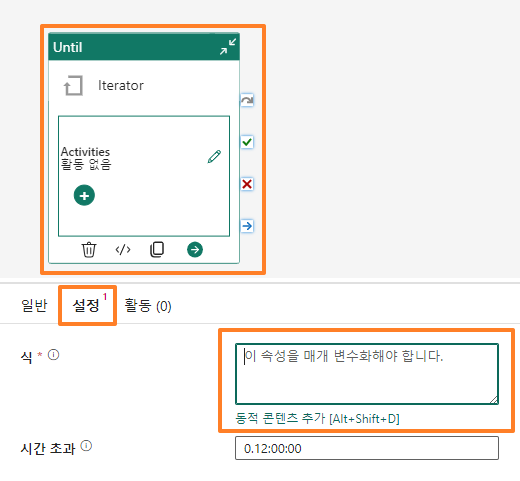 Until
Iterator
Activities
활동 없음
일반 설정 1 활동 (0)
식 *
이 속성을 매개 변수화해야 합니다.
동적 콘텐츠 추가 [Alt+Shift+D]
시간 초과
0.12:00:00